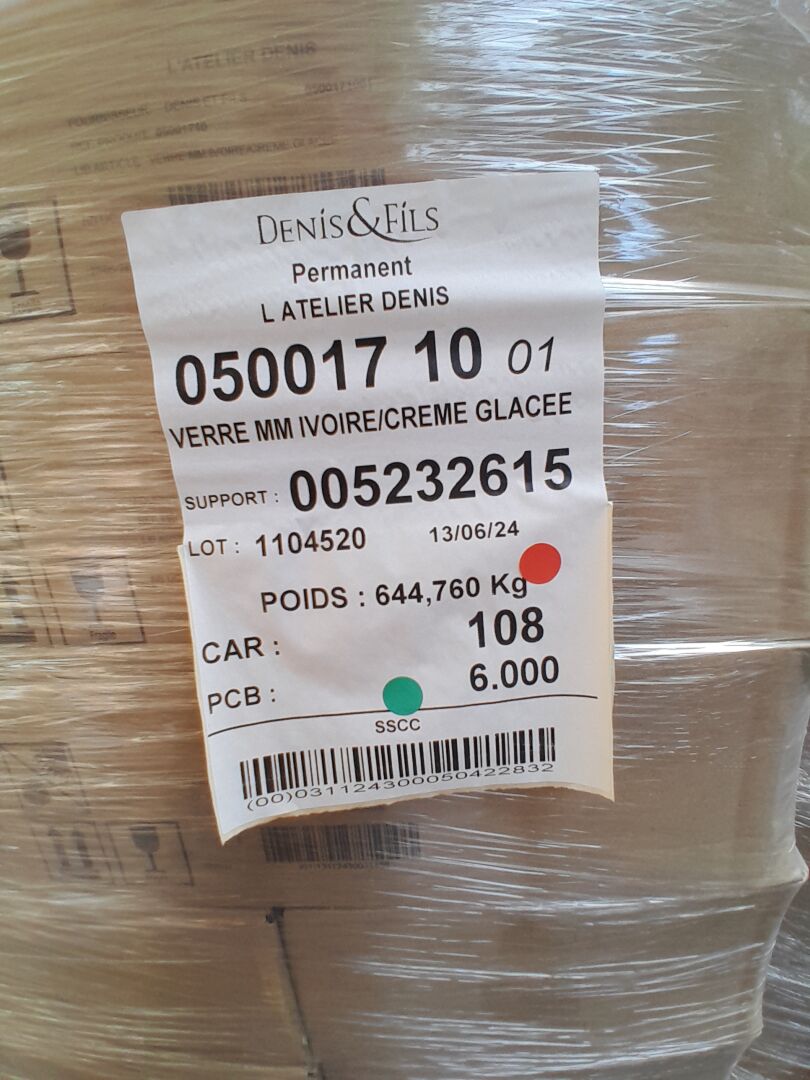 L'ATELIER DENIS
DENIS&FILS
Permanent
L ATELIER DENIS
050017 10 01
VERRE MM IVOIRE/CREME GLACEE
SUPPORT : 005232615
LOT : 1104520 13/06/24
POIDS : 644,760 Kg
CAR : 108
PCB : 6.000
SSCC
(00)031124300050422832
Fragile